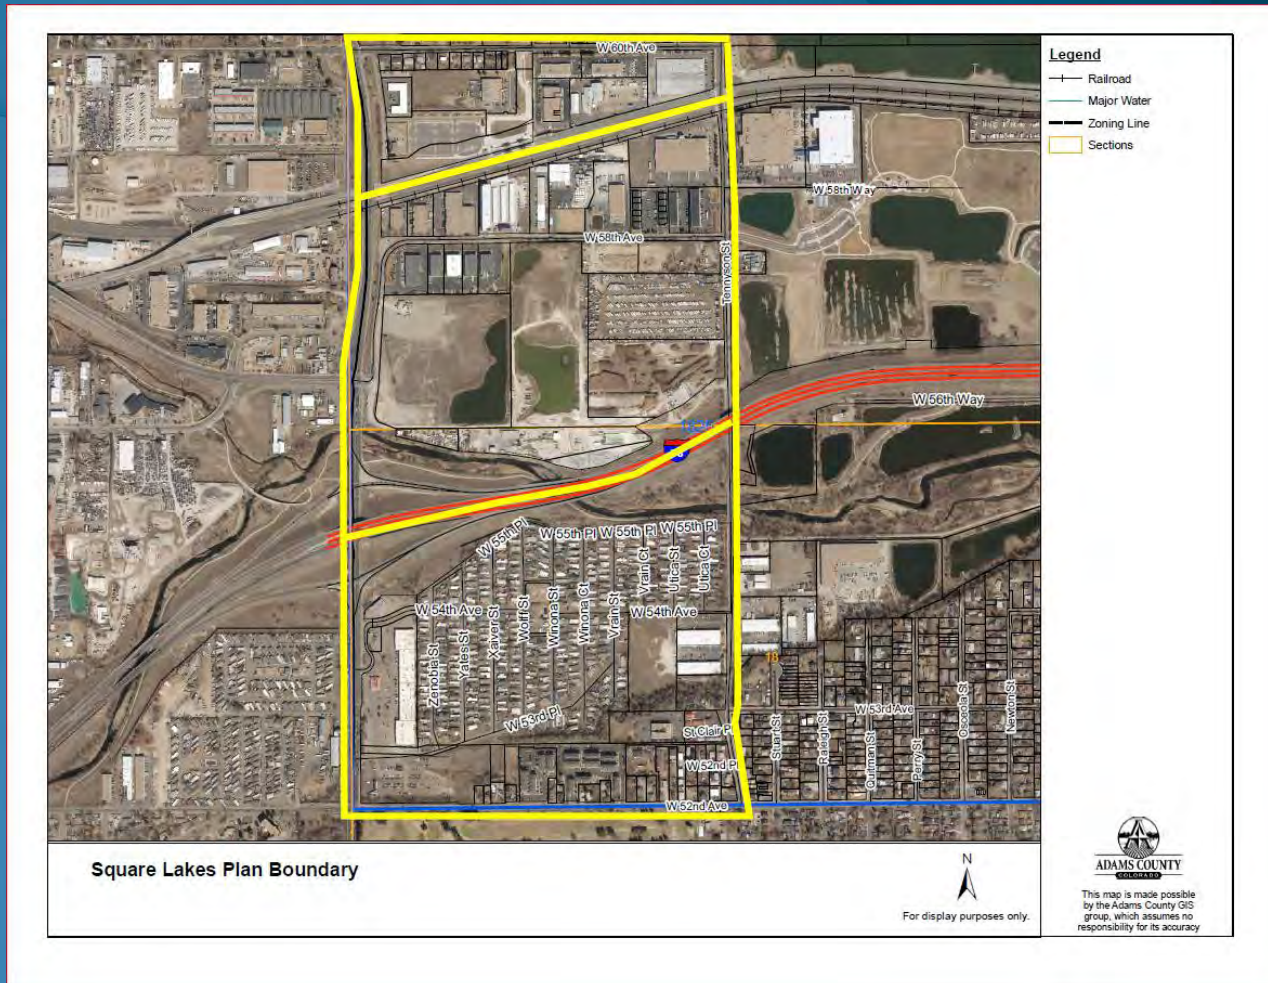 W 60th Ave
W 58th Way
W 58th Ave
Tennyson St
W 56th Way
W 55th Pl
W 55th Pl
W 55th Pl
W 55th Pl
Vrain Ct
Utica St
Utica Ct
W 54th Ave
W 54th Ave
Zenobia St
Yates St
Xavier St
Wolff St
Winona St
Winona Ct
Vrain St
18
W 53rd Pl
W 53rd Ave
St Clair Pl
Stuart St
Raleigh St
Quitman St
Perry St
Osceola St
Newton St
W 52nd Pl
W 52nd Ave
Legend
Railroad
Major Water
Zoning Line
Sections
Square Lakes Plan Boundary
N
For display purposes only.
ADAMS COUNTY
COLORADO
This map is made possible
by the Adams County GIS
group, which assumes no
responsibility for its accuracy